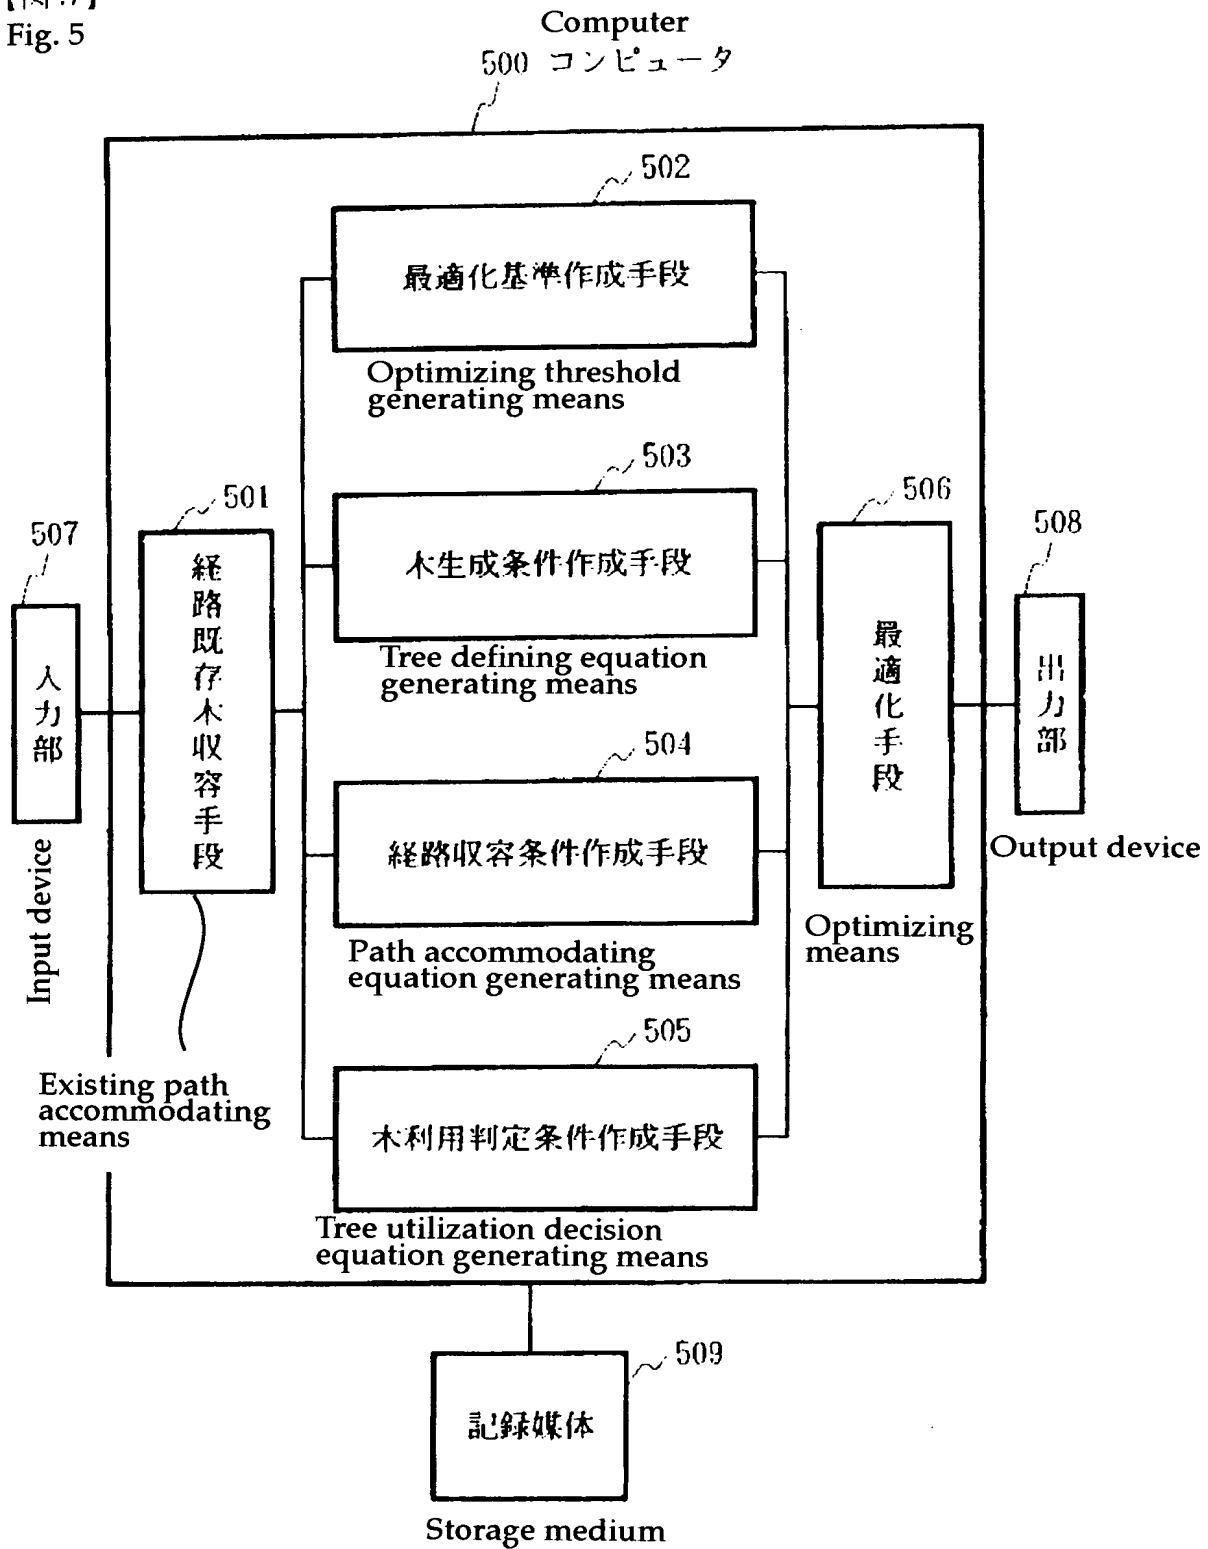 Fig. 5
Computer
500 コンピュータ
502
最適化基準作成手段
Optimizing threshold
generating means
503
木生成条件作成手段
Tree defining equation
generating means
501
経路既存木収容手段
506
最適化手段
507
入力部
508
出力部
504
経路収容条件作成手段
Path accommodating
equation generating means
Input device
Output device
Optimizing
means
Existing path
accommodating
means
505
木利用判定条件作成手段
Tree utilization decision
equation generating means
509
記録媒体
Storage medium